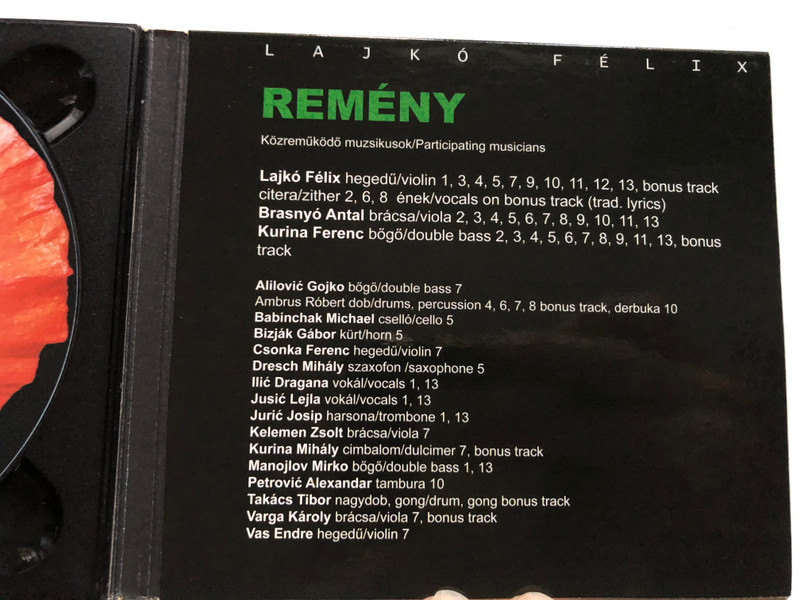 LAJKÓ FÉLIX
REMÉNY
Közreműködő muzsikusok/Participating musicians
Lajkó Félix hegedű/violin 1, 3, 4, 5, 7, 9, 10, 11, 12, 13, bonus track
citera/zither 2, 6, 8 ének/vocals on bonus track (trad. lyrics)
Brasnyó Antal brácsa/viola 2, 3, 4, 5, 6, 7, 8, 9, 10, 11, 13
Kurina Ferenc bőgő/double bass 2, 3, 4, 5, 6, 7, 8, 9, 11, 13, bonus
track
Alilović Gojko bőgő/double bass 7
Ambrus Róbert dob/drums, percussion 4, 6, 7, 8 bonus track, derbuka 10
Babinchak Michael cselló/cello 5
Bizják Gábor kürt/horn 5
Csonka Ferenc hegedű/violin 7
Dresch Mihály szaxofon /saxophone 5
Ilić Dragana vokál/vocals 1, 13
Jusić Lejla vokál/vocals 1, 13
Jurić Josip harsona/trombone 1, 13
Kelemen Zsolt brácsa/viola 7
Kurina Mihály cimbalom/dulcimer 7, bonus track
Manojlov Mirko bőgő/double bass 1, 13
Petrović Alexandar tambura 10
Takács Tibor nagydob, gong/drum, gong bonus track
Varga Károly brácsa/viola 7, bonus track
Vas Endre hegedű/violin 7